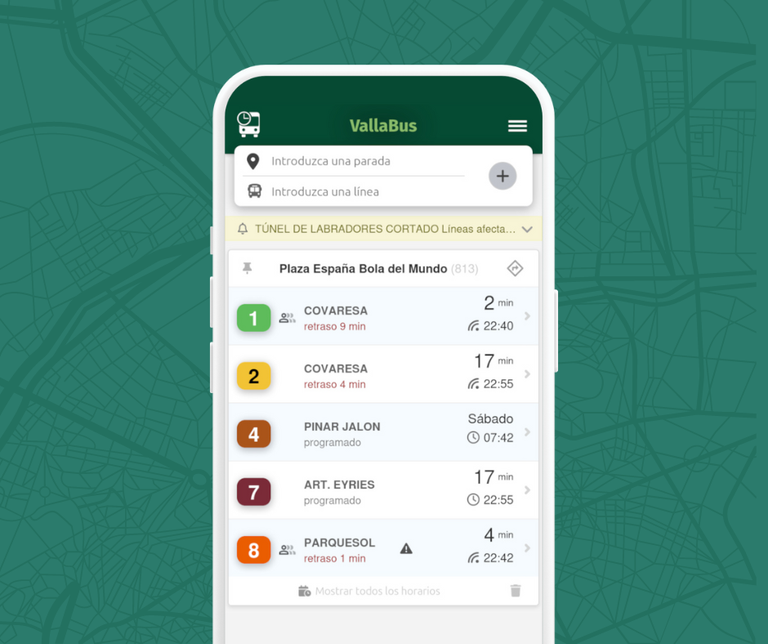 VallaBus
Introduzca una parada
Introduzca una línea
TÚNEL DE LABRADORES CORTADO Líneas afecta...
Plaza España Bola del Mundo (813)
1 COVARESA 2 min
retraso 9 min 22:40
2 COVARESA 17 min
retraso 4 min 22:55
4 PINAR JALON Sábado
programado 07:42
7 ART. EYRIES 17 min
programado 22:55
8 PARQUESOL 4 min
retraso 1 min 22:42
Mostrar todos los horarios